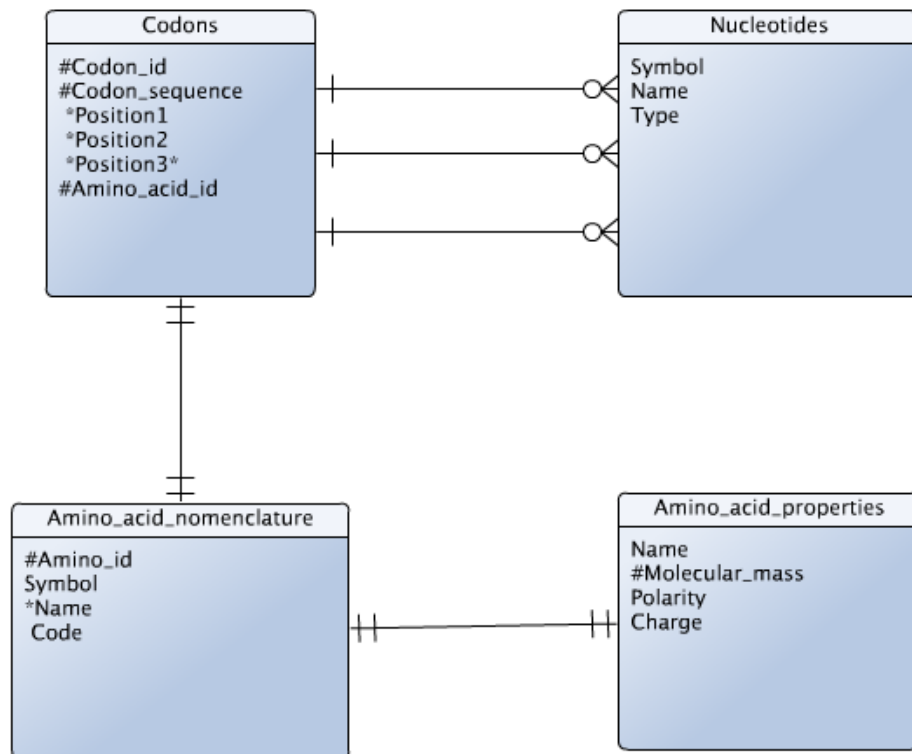 Codons
#Codon_id
#Codon_sequence
*Position1
*Position2
*Position3*
#Amino_acid_id
Nucleotides
Symbol
Name
Type
Amino_acid_nomenclature
#Amino_id
Symbol
*Name
Code
Amino_acid_properties
Name
#Molecular_mass
Polarity
Charge